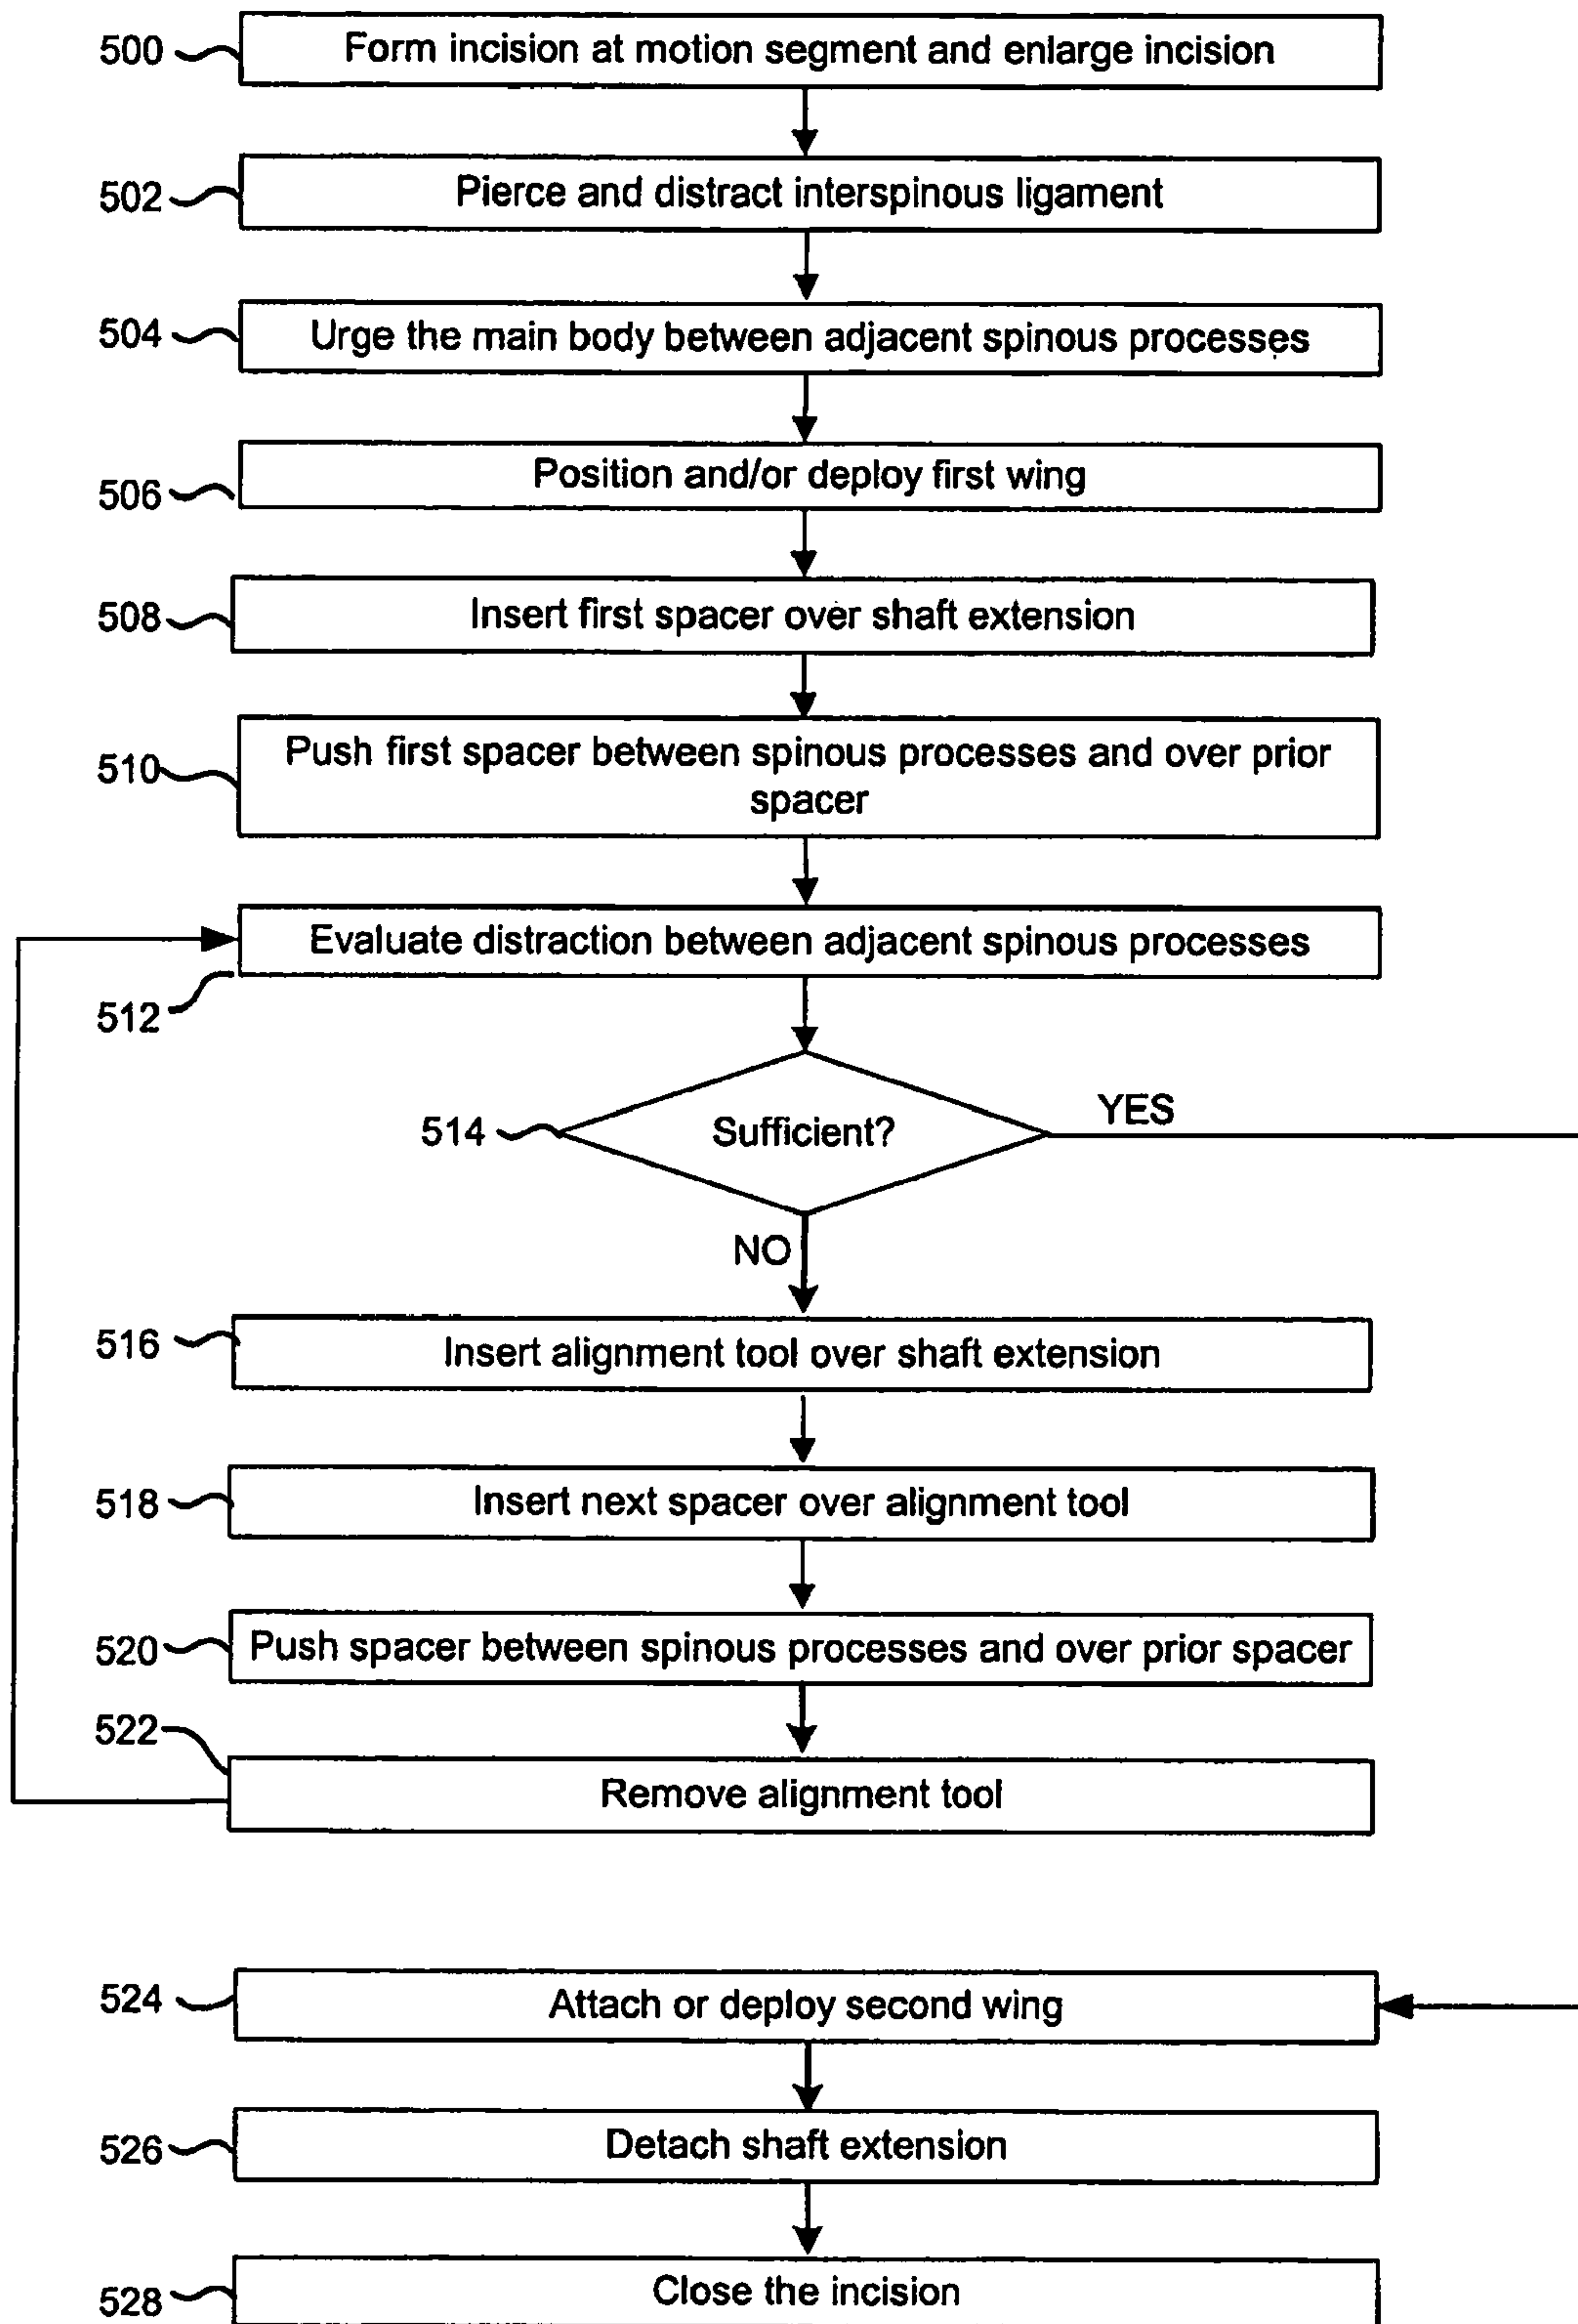 500 Form incision at motion segment and enlarge incision
502 Pierce and distract interspinous ligament
504 Urge the main body between adjacent spinous processes
506 Position and/or deploy first wing
508 Insert first spacer over shaft extension
510 Push first spacer between spinous processes and over prior
spacer
Evaluate distraction between adjacent spinous processes
512
514 Sufficient? YES
NO
516 Insert alignment tool over shaft extension
518 Insert next spacer over alignment tool
520 Push spacer between spinous processes and over prior spacer
522
Remove alignment tool
524 Attach or deploy second wing
526 Detach shaft extension
528 Close the incision